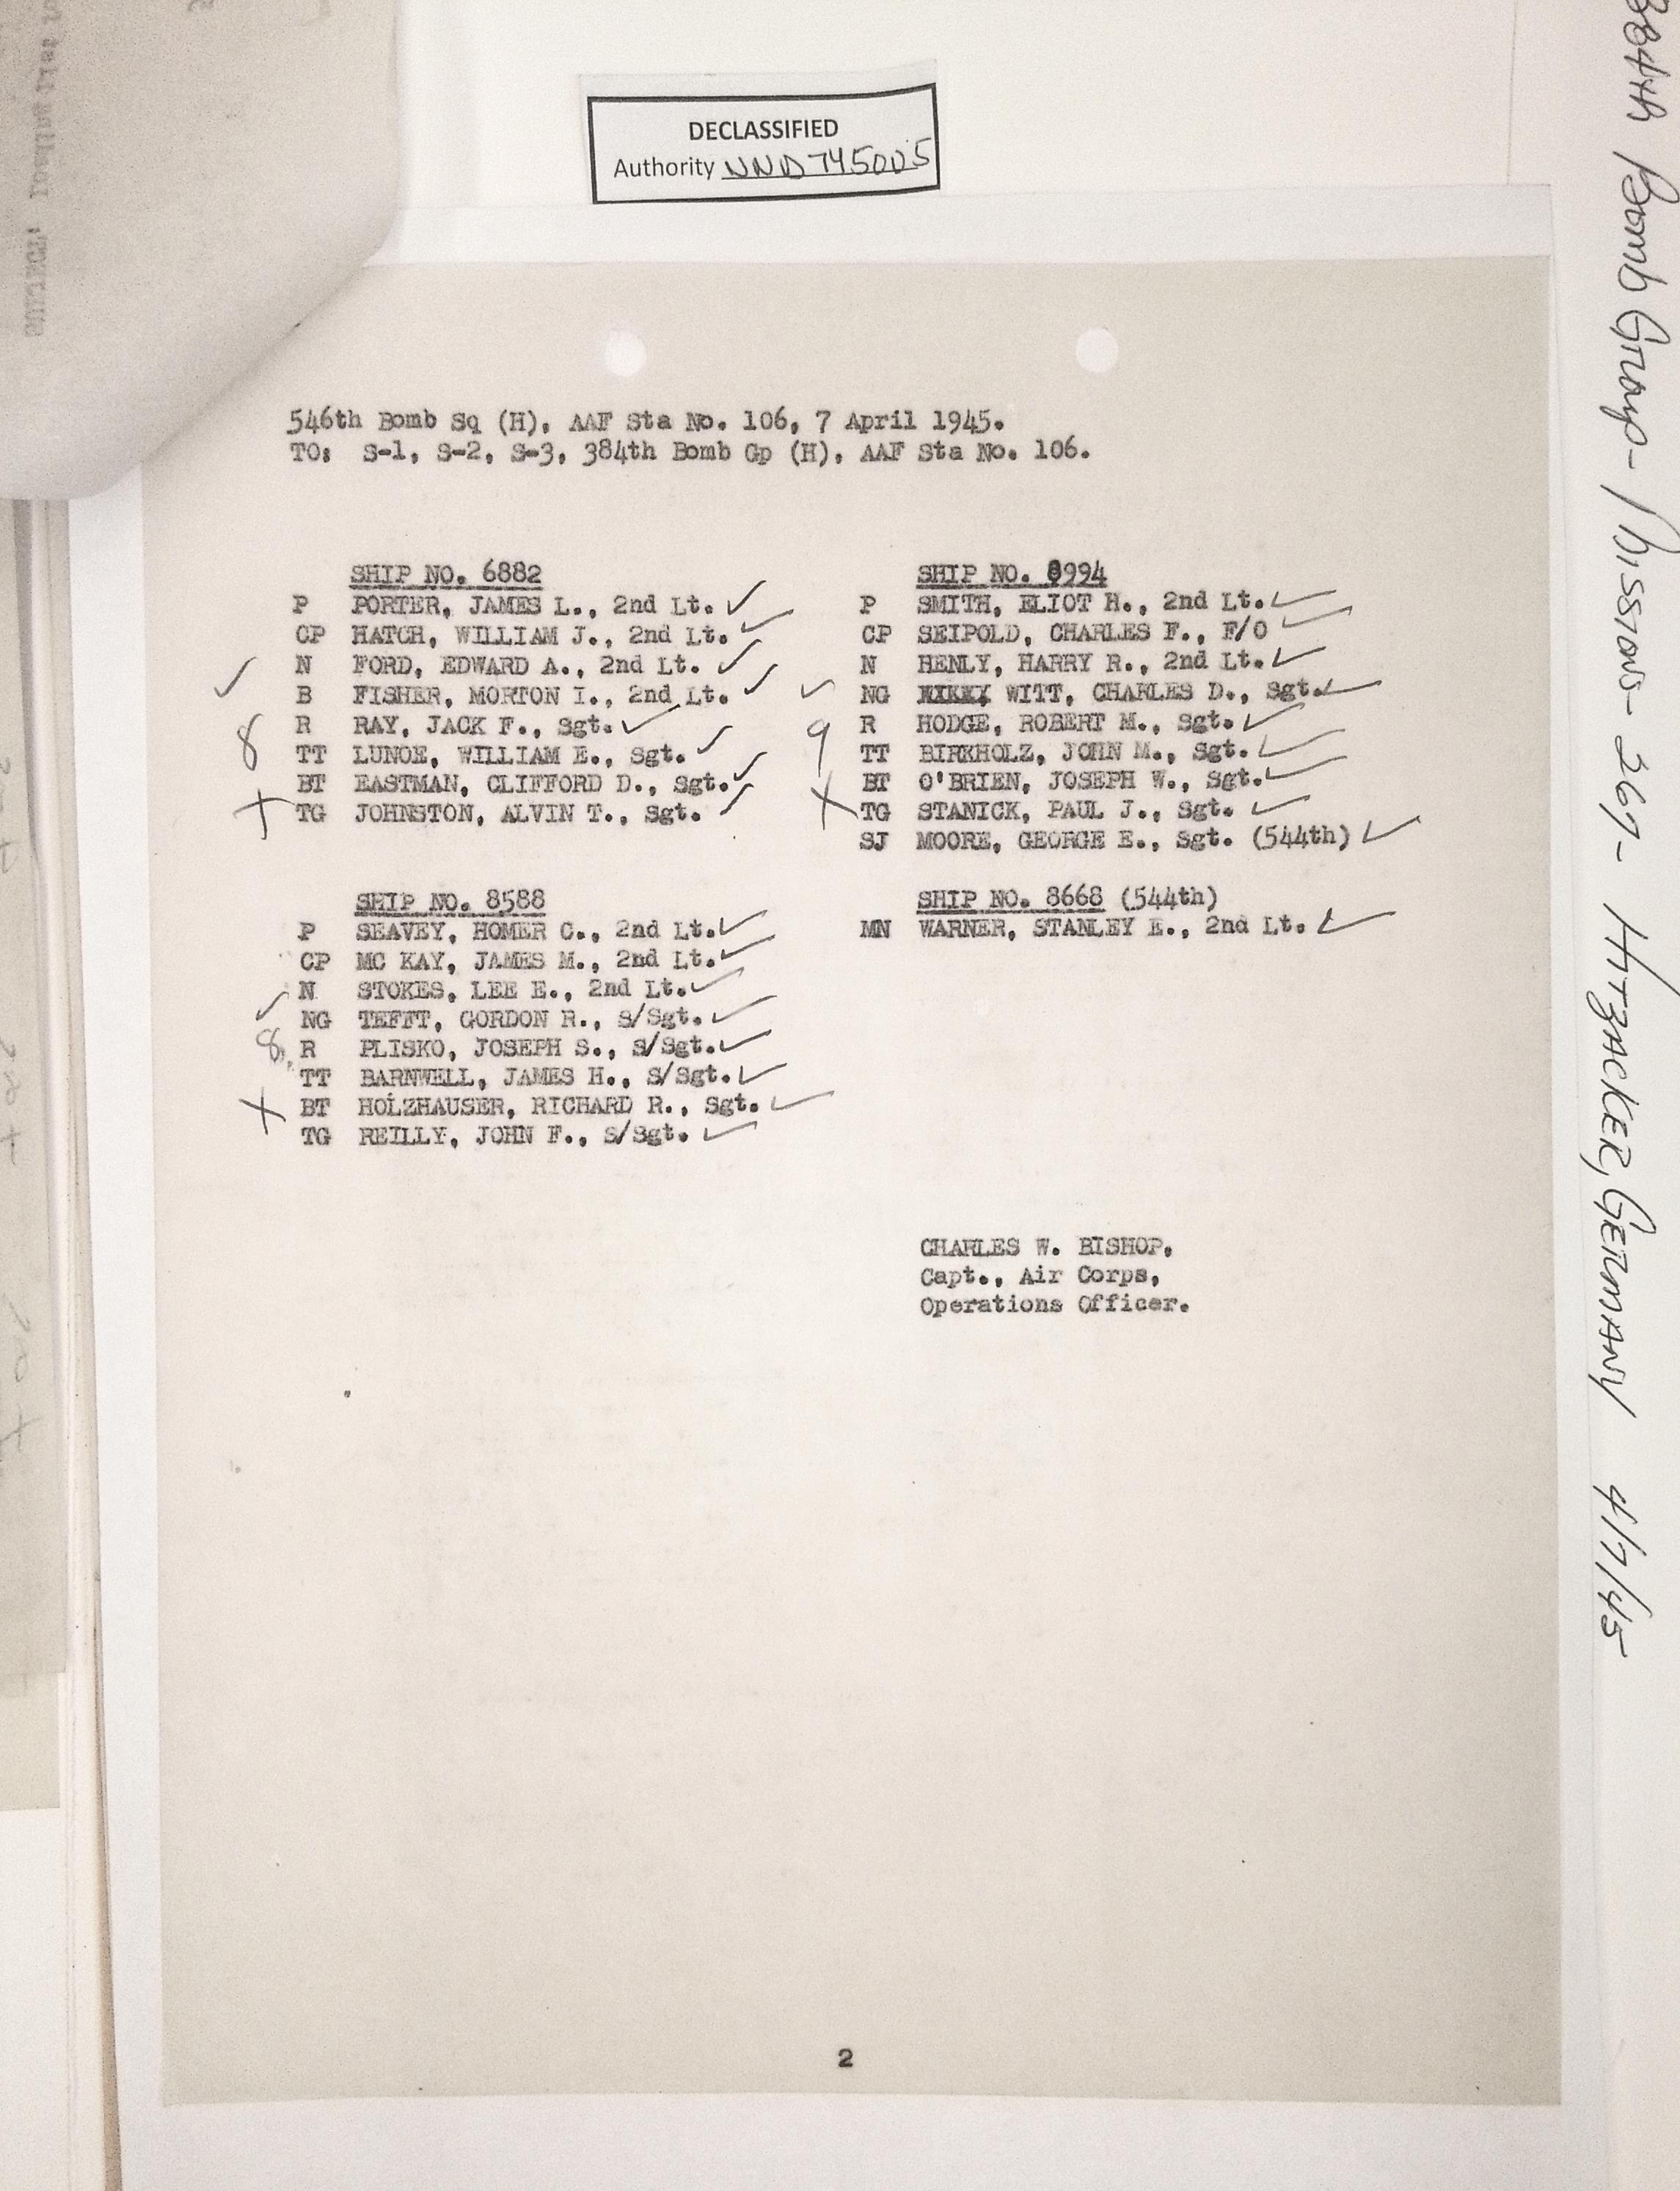 DECLASSIFIED
Authority NND 745005
384th Bomb Group - Missions - 267 - Hitzacker, Germany 4/7/45
546th Bomb Sq (H), AAF Sta No. 106, 7 April 1945.
TO: S-1, S-2, S-3, 384th Bomb Gp (H), AAF Sta No. 106.
SHIP NO. 6882
P PORTER, JAMES L., 2nd Lt. ✓
CP HATCH, WILLIAM J., 2nd Lt. ✓
N FORD, EDWARD A., 2nd Lt. ✓
✓ B FISHER, MORTON I., 2nd Lt. ✓
R RAY, JACK F., Sgt. ✓
8 TT LUNOE, WILLIAM E., Sgt. ✓
BT EASTMAN, CLIFFORD D., Sgt. ✓
+ TG JOHNSTON, ALVIN T., Sgt. ✓
SHIP NO. 8994
P SMITH, ELIOT H., 2nd Lt. ✓
CP SEIPOLD, CHARLES F., F/O ✓
N HENLY, HARRY R., 2nd Lt. ✓
✓ NG WITT, CHARLES D., Sgt. ✓
9 R HODGE, ROBERT M., Sgt. ✓
TT BIRKHOLZ, JOHN M., Sgt. ✓
BT O'BRIEN, JOSEPH W., Sgt. ✓
X TG STANICK, PAUL J., Sgt. ✓
SJ MOORE, GEORGE E., Sgt. (544th) ✓
SHIP NO. 8588
P SEAVEY, HOMER C., 2nd Lt. ✓
CP MC KAY, JAMES M., 2nd Lt. ✓
N STOKES, LEE E., 2nd Lt. ✓
✓ NG TEFFT, GORDON R., S/Sgt. ✓
8 R PLISKO, JOSEPH S., S/Sgt. ✓
TT BARNWELL, JAMES H., S/Sgt. ✓
+ BT HOLZHAUSER, RICHARD R., Sgt. ✓
TG REILLY, JOHN F., S/Sgt. ✓
SHIP NO. 8668 (544th)
MN WARNER, STANLEY E., 2nd Lt. ✓
CHARLES W. BISHOP,
Capt., Air Corps,
Operations Officer.
2